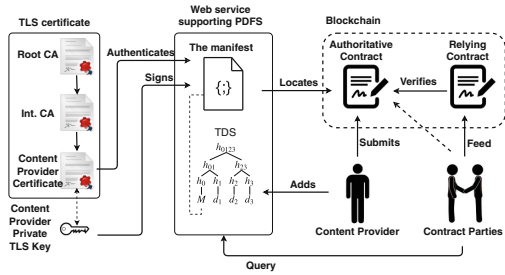 TLS certificate
Root CA
Int. CA
Content
Provider
Certificate
Content
Provider
Private
TLS Key
Authenticates
Signs
Web service
supporting PDFS
The manifest
{;}
TDS
h0123
h01 h23
h0 h1 h2 h3
M d1 d2 d3
Locates
Adds
Query
Blockchain
Authoritative
Contract
Relying
Contract
Verifies
Submits
Feed
Content Provider
Contract Parties